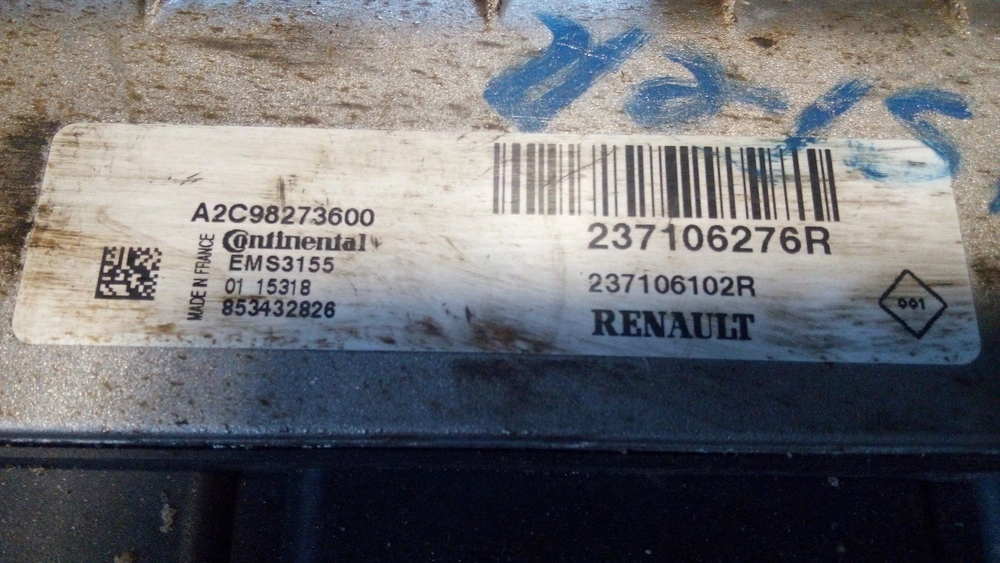 A2C98273600
Continental
EMS3155
01 15318
853432826
MADE IN FRANCE
237106276R
237106102R
RENAULT
001